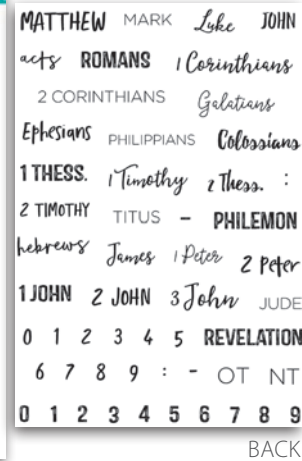 MATTHEW MARK Luke JOHN
acts ROMANS 1 Corinthians
2 CORINTHIANS Galatians
Ephesians PHILIPPIANS Colossians
1 THESS. 1 Timothy 2 Thess. :
2 TIMOTHY TITUS - PHILEMON
hebrews James 1 Peter 2 Peter
1 JOHN 2 JOHN 3 John JUDE
0 1 2 3 4 5 REVELATION
6 7 8 9 : - OT NT
0 1 2 3 4 5 6 7 8 9
BACK